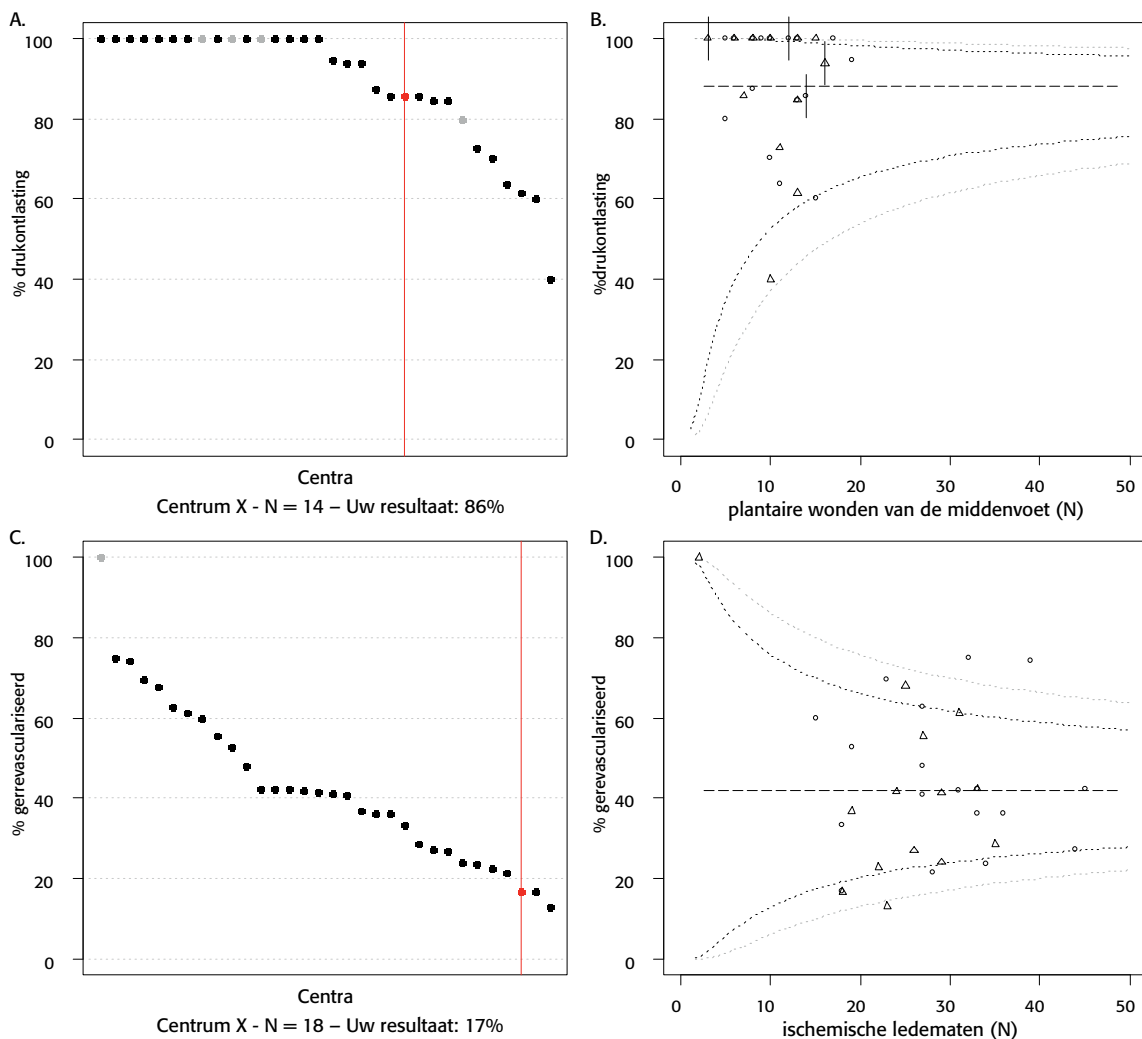 A.
100
80
60
40
20
0
% drukontlasting
Centra
Centrum X - N = 14 – Uw resultaat: 86%
B.
100
80
60
40
20
0
%drukontlasting
0 10 20 30 40 50
plantaire wonden van de middenvoet (N)
C.
100
80
60
40
20
0
% gerrevasculariseerd
Centra
Centrum X - N = 18 – Uw resultaat: 17%
D.
100
80
60
40
20
0
% gerevasculariseerd
0 10 20 30 40 50
ischemische ledematen (N)